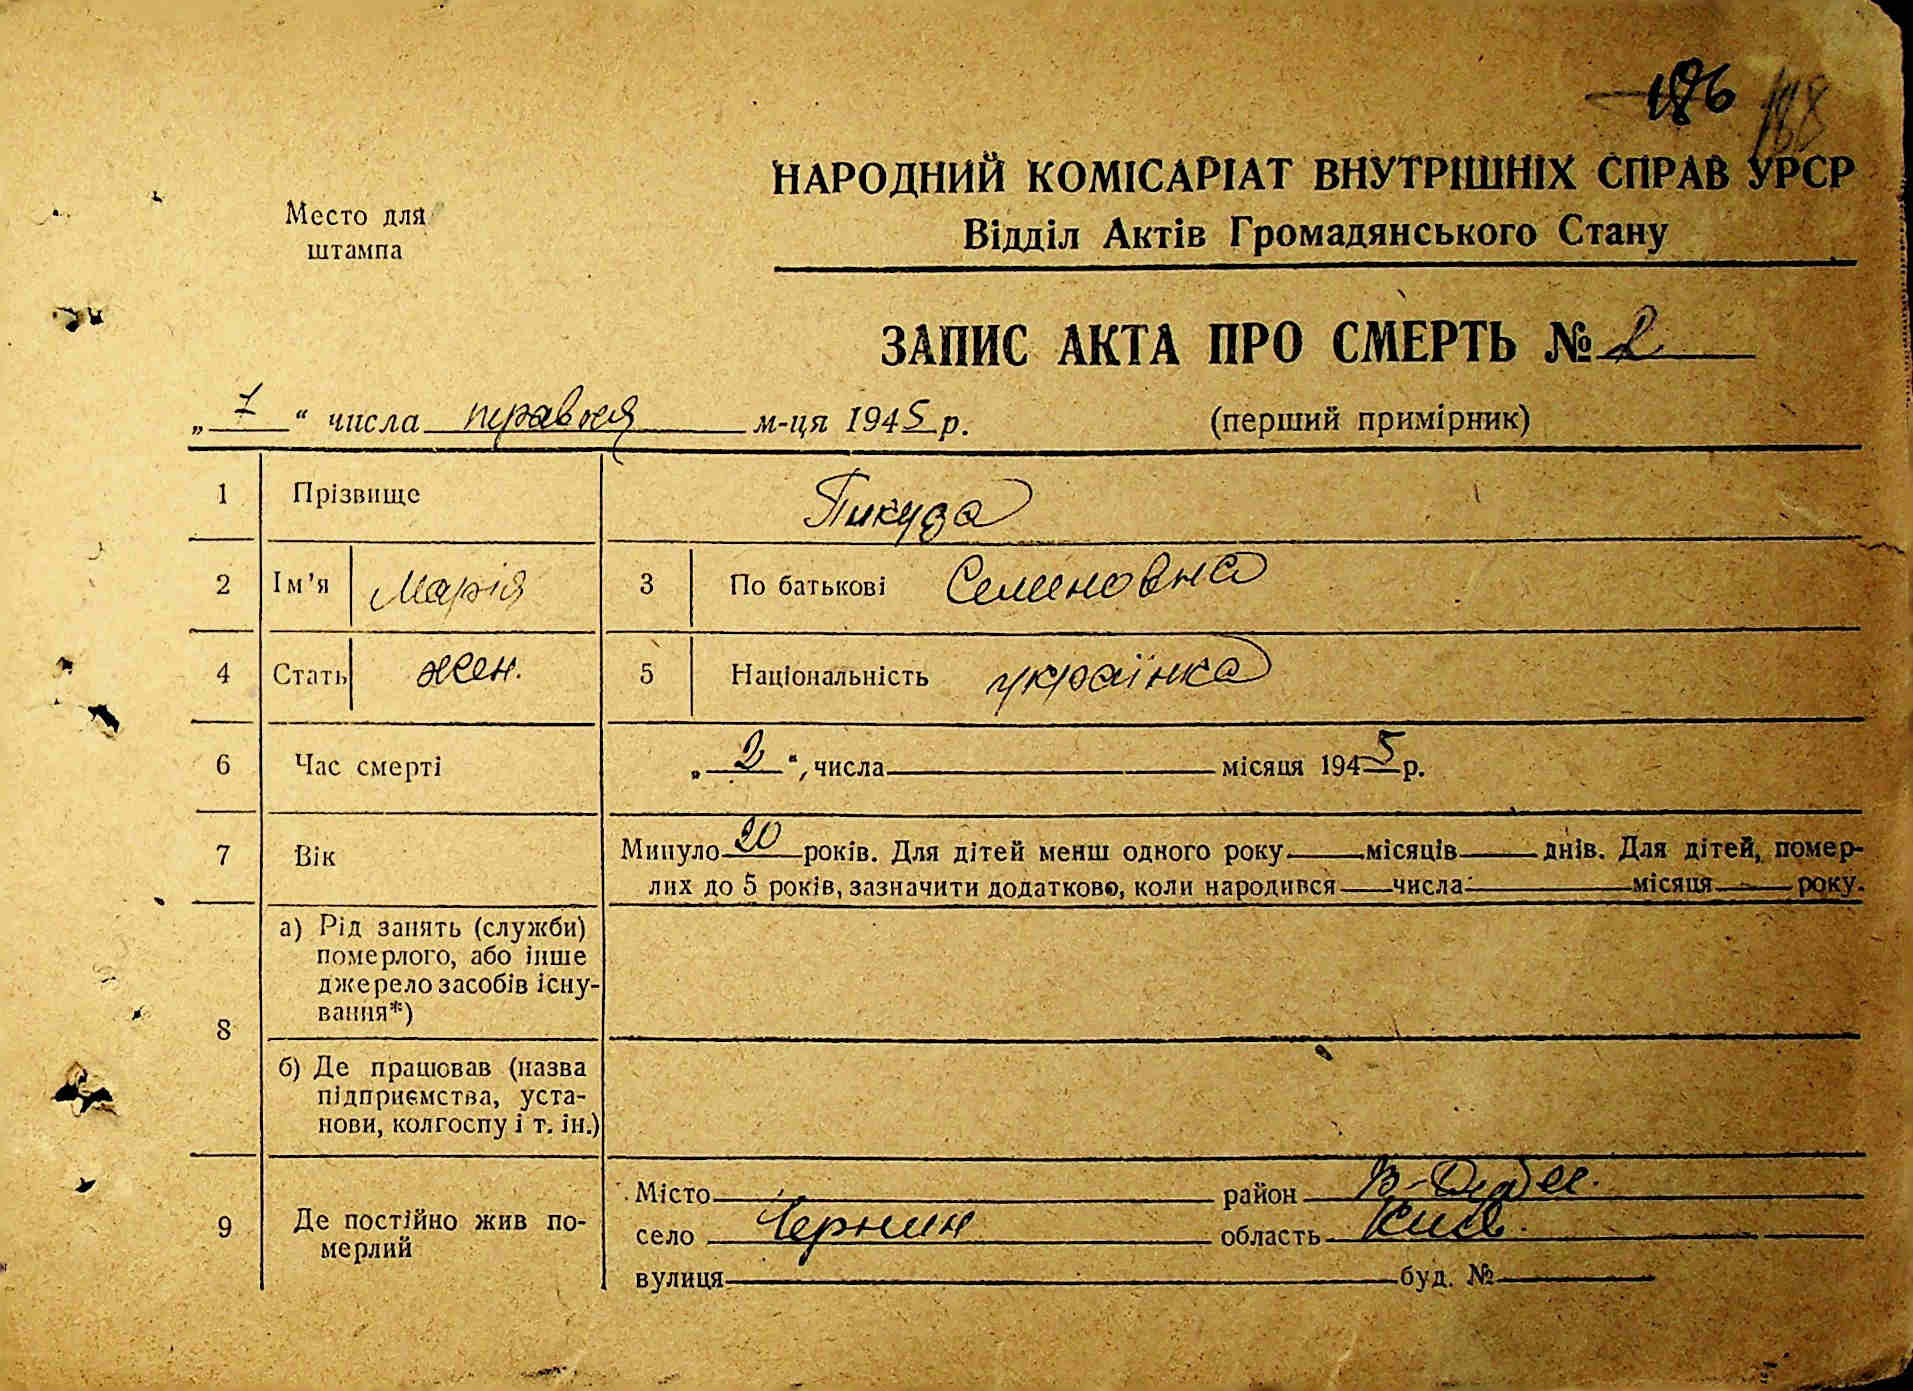 186 188
НАРОДНИЙ КОМІСАРІАТ ВНУТРІШНІХ СПРАВ УРСР
Место для
штампа
Відділ Актів Громадянського Стану
ЗАПИС АКТА ПРО СМЕРТЬ № 2
„ 7 “ числа травня м-ця 1945 р. (перший примірник)
1 Прізвище Пикуза
2 Ім'я Марія 3 По батькові Семеновна
4 Стать жен. 5 Національність українка
6 Час смерті „ 2 “, числа місяця 1945 р.
7 Вік Минуло 20 років. Для дітей менш одного року місяців днів. Для дітей, помер-
лих до 5 років, зазначити додатково, коли народився числа місяця року.
8 а) Рід занять (служби)
померлого, або інше
джерело засобів існу-
вання*)
б) Де працював (назва
підприємства, уста-
нови, колгоспу і т. ін.)
9 Де постійно жив по-
мерлий
Місто район В-Дубеч.
село Чернин область Київ.
вулиця буд. №